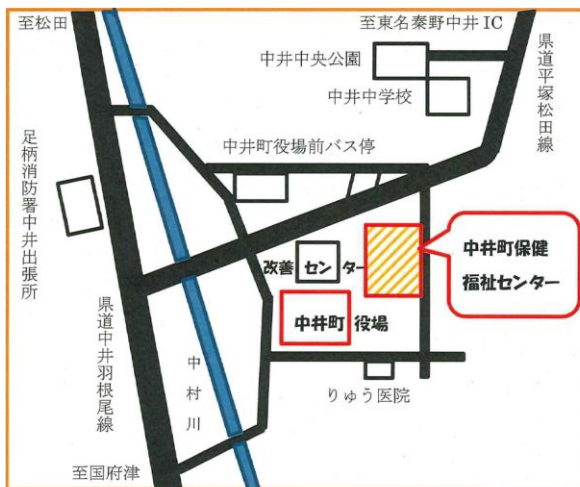 至松田
至東名秦野中井IC
中井中央公園
県道平塚松田線
中井中学校
中井町役場前バス停
足柄消防署中井出張所
中井町保健
福祉センター
改善センター
中井町役場
県道中井羽根尾線
中村川
りゅう医院
至国府津